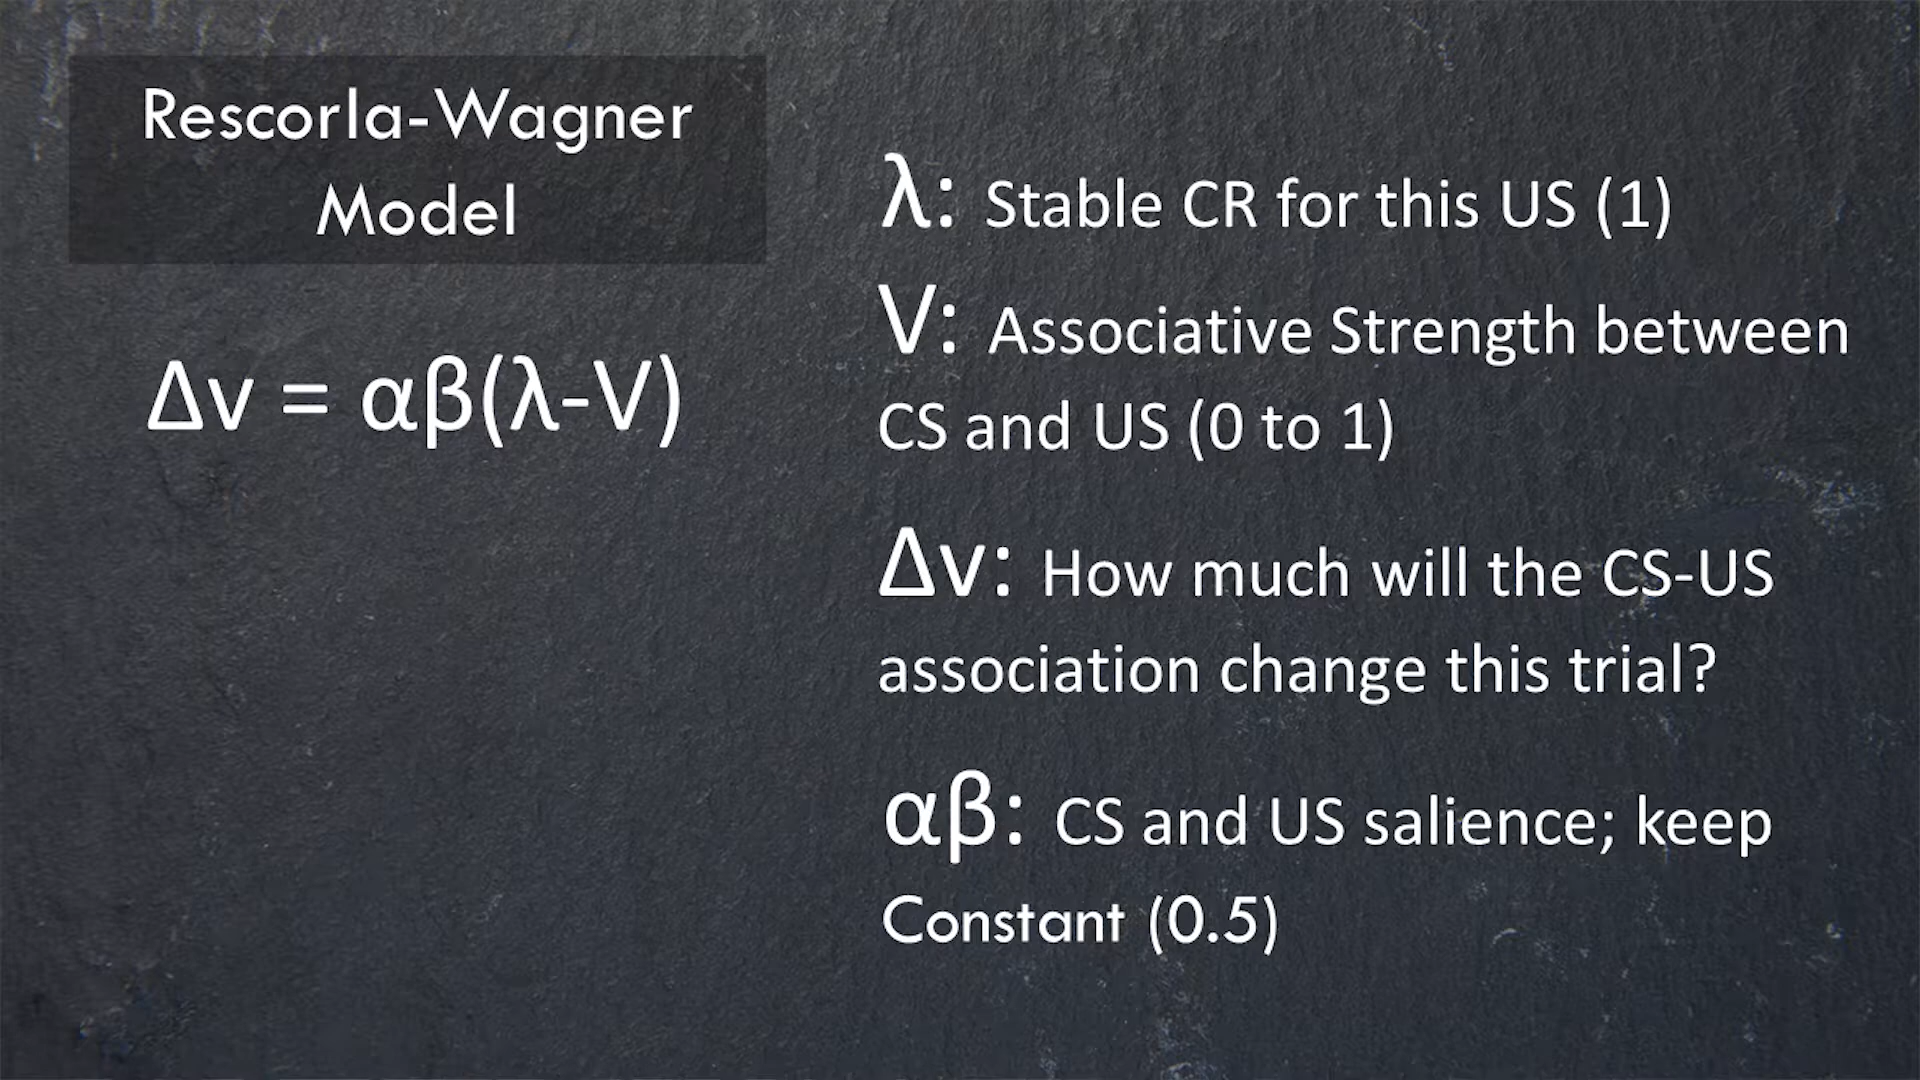 Rescorla-Wagner
Model
Δv = αβ(λ-V)
λ: Stable CR for this US (1)
V: Associative Strength between
CS and US (0 to 1)
Δv: How much will the CS-US
association change this trial?
αβ: CS and US salience; keep
Constant (0.5)